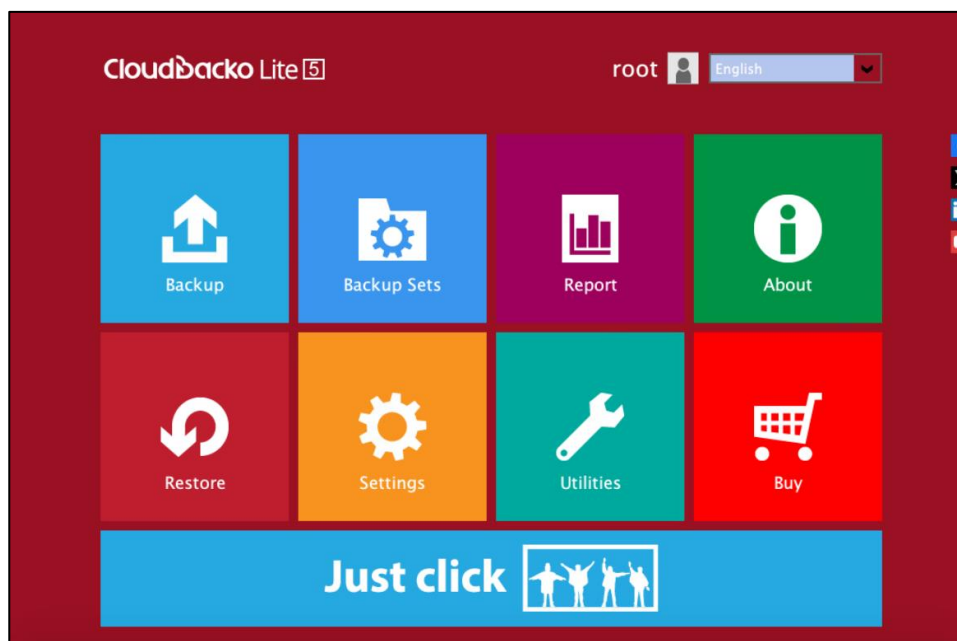 Cloudbacko Lite 5
root English
Backup Backup Sets Report About
Restore Settings Utilities Buy
Just click